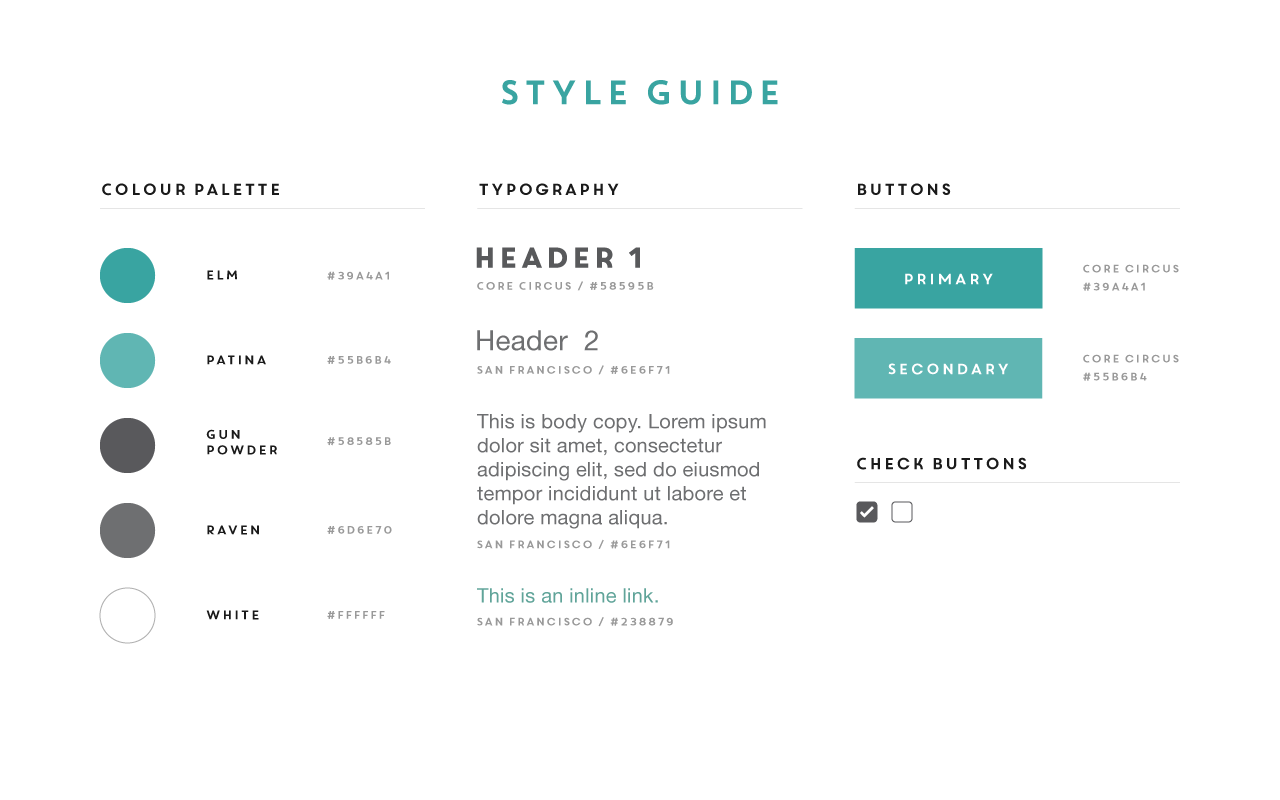 STYLE GUIDE
COLOUR PALETTE
ELM #39A4A1
PATINA #55B6B4
GUN
POWDER
#58585B
RAVEN #6D6E70
WHITE #FFFFFF
TYPOGRAPHY
HEADER 1
CORE CIRCUS / #58595B
Header 2
SAN FRANCISCO / #6E6F71
This is body copy. Lorem ipsum
dolor sit amet, consectetur
adipiscing elit, sed do eiusmod
tempor incididunt ut labore et
dolore magna aliqua.
SAN FRANCISCO / #6E6F71
This is an inline link.
SAN FRANCISCO / #238879
BUTTONS
PRIMARY
CORE CIRCUS
#39A4A1
SECONDARY
CORE CIRCUS
#55B6B4
CHECK BUTTONS